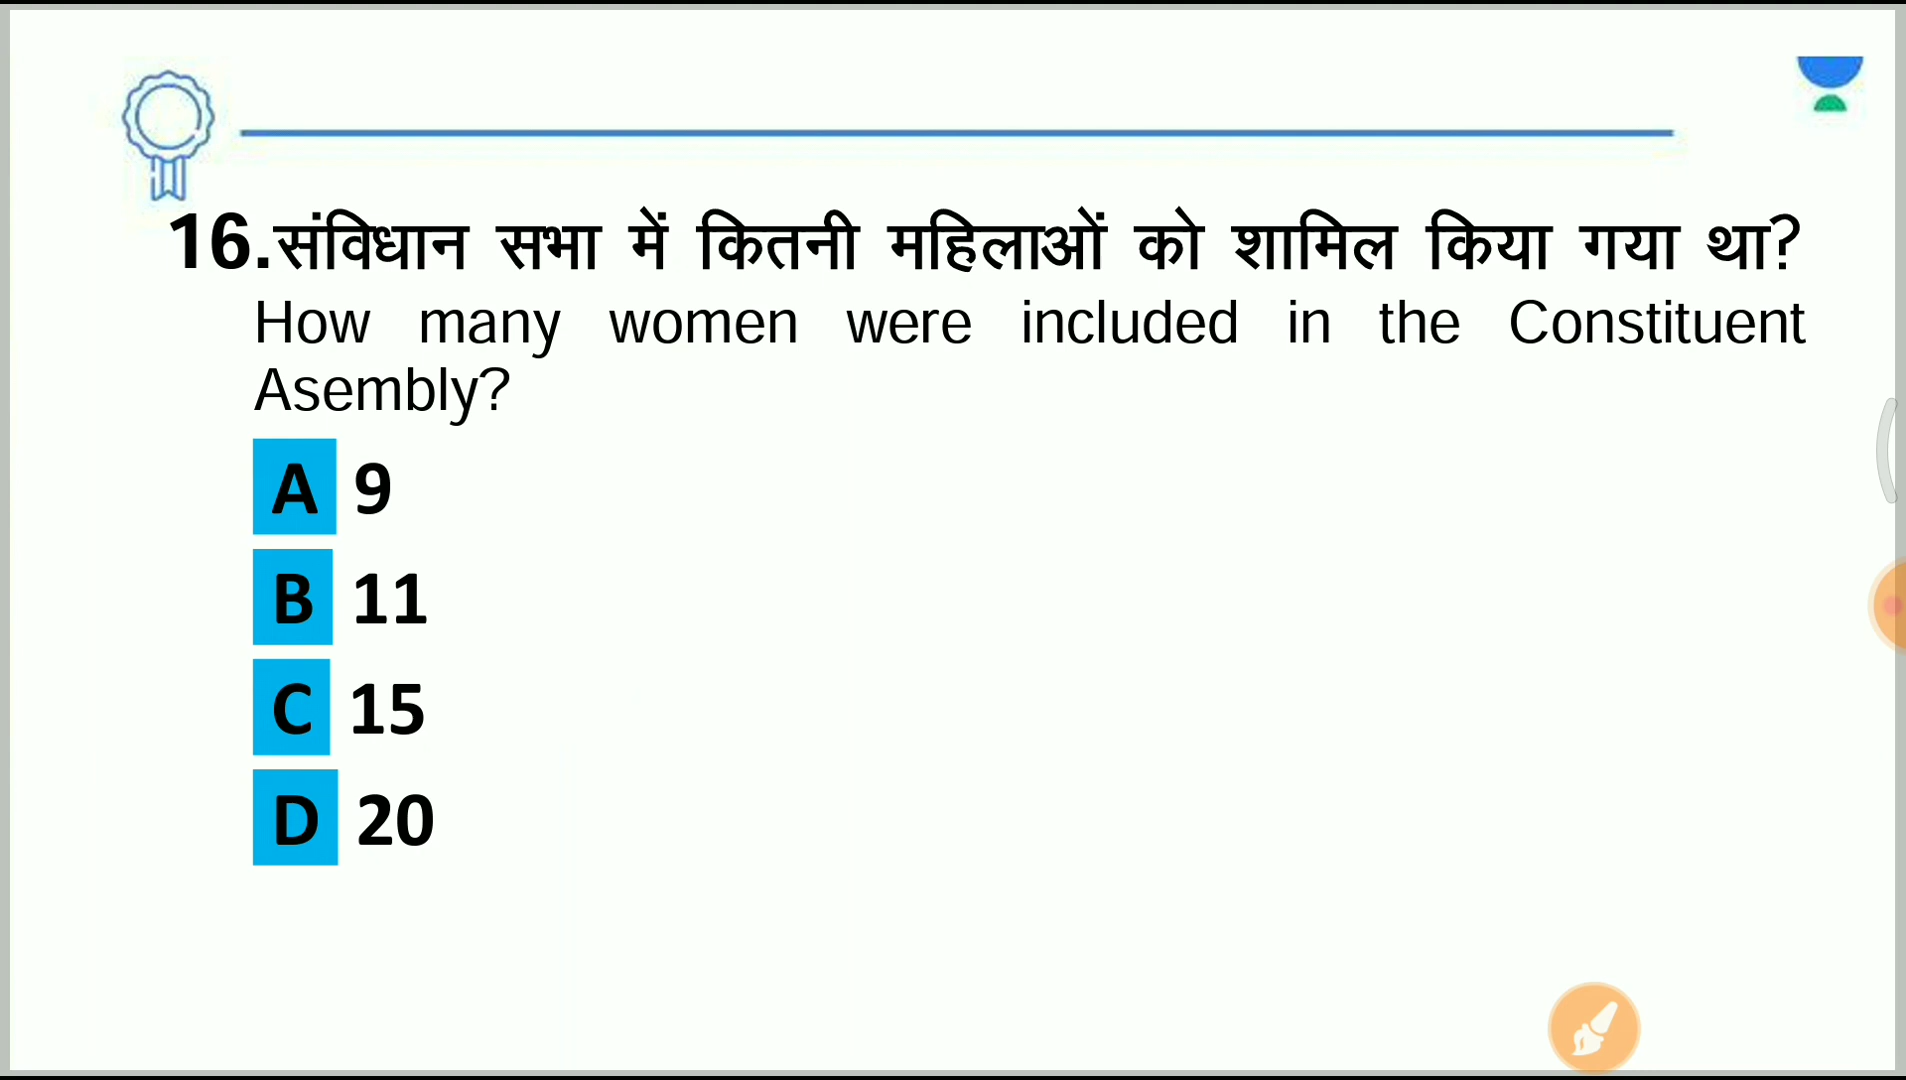 16.संविधान सभा में कितनी महिलाओं को शामिल किया गया था?
How many women were included in the Constituent
Asembly?
A 9
B 11
C 15
D 20